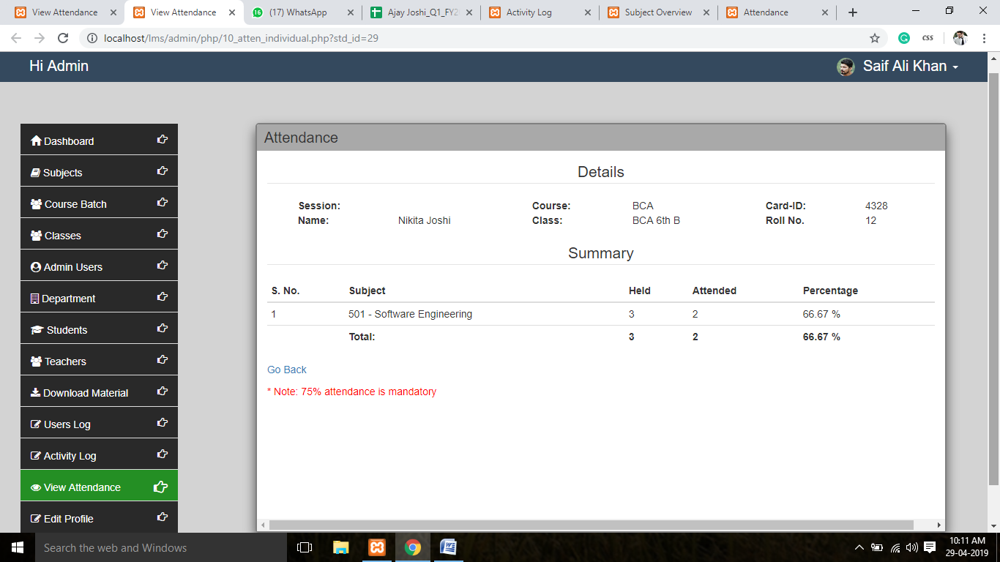 View Attendance
View Attendance
(17) WhatsApp
Ajay Joshi_Q1_FY2
Activity Log
Subject Overview
Attendance
localhost/lms/admin/php/10_atten_individual.php?std_id=29
css
Hi Admin
Saif Ali Khan
Dashboard
Subjects
Course Batch
Classes
Admin Users
Department
Students
Teachers
Download Material
Users Log
Activity Log
View Attendance
Edit Profile
Attendance
Details
Session: Course: BCA Card-ID: 4328
Name: Nikita Joshi Class: BCA 6th B Roll No. 12
Summary
S. No. Subject Held Attended Percentage
1 501 - Software Engineering 3 2 66.67 %
Total: 3 2 66.67 %
Go Back
* Note: 75% attendance is mandatory
Search the web and Windows
10:11 AM
29-04-2019